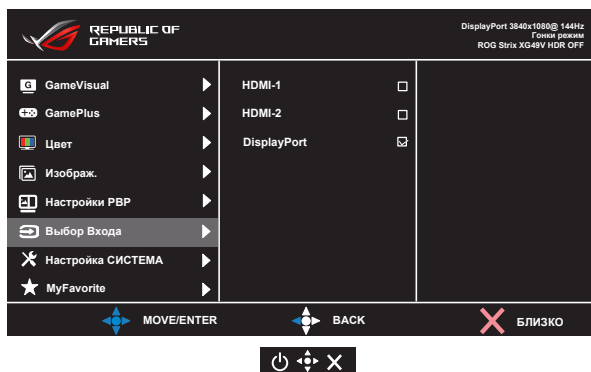 REPUBLIC OF
GAMERS
DisplayPort 3840x1080@ 144Hz
Гонки режим
ROG Strix XG49V HDR OFF
G GameVisual
GamePlus
Цвет
Изображ.
Настройки PBP
Выбор Входа
Настройка СИСТЕМА
MyFavorite
HDMI-1
HDMI-2
DisplayPort
MOVE/ENTER
BACK
БЛИЗКО